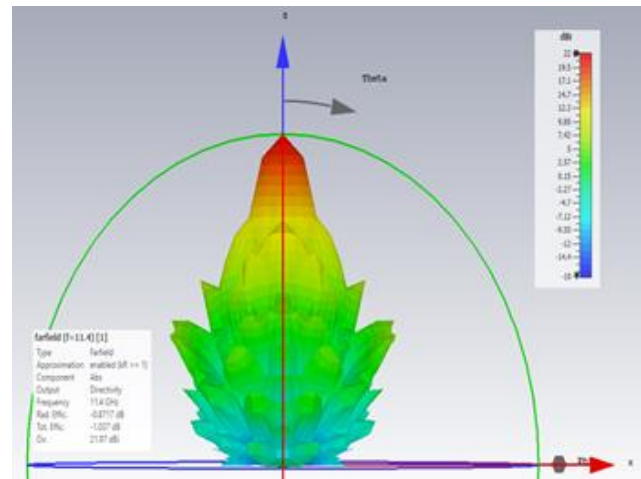 z
Theta
dBi
22
19.5
17.1
14.7
12.2
9.88
7.42
5
2.57
0.15
-2.27
-4.7
-7.12
-9.55
-12
-14.4
-18
x
farfield (f=11.4) [1]
Type Farfield
Approximation enabled (kR >> 1)
Component Abs
Output Directivity
Frequency 11.4 GHz
Rad. Effic. -0.8717 dB
Tot. Effic. -1.007 dB
Dir. 21.97 dBi